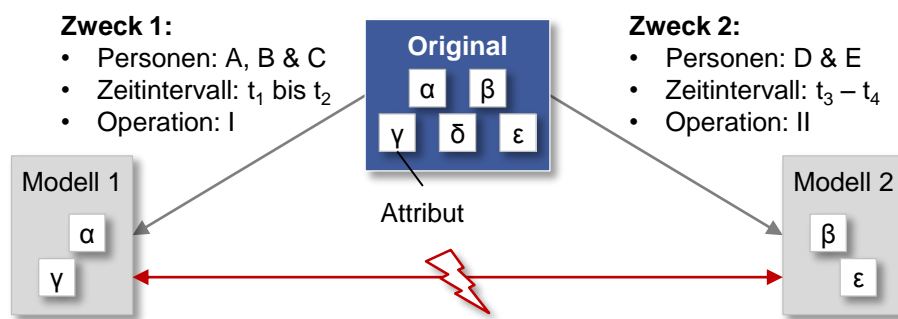 Zweck 1:
• Personen: A, B & C
• Zeitintervall: t₁ bis t₂
• Operation: I
Original
α β
γ δ ε
Attribut
Zweck 2:
• Personen: D & E
• Zeitintervall: t₃ – t₄
• Operation: II
Modell 1
α
γ
Modell 2
β
ε